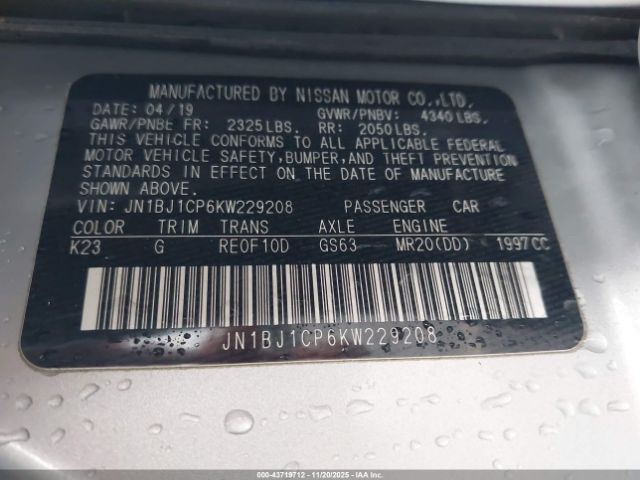 MANUFACTURED BY NISSAN MOTOR CO.,LTD.
DATE: 04/19 GVWR/PNBV: 4340 LBS.
GAWR/PNBE FR: 2325 LBS. RR: 2050 LBS.
THIS VEHICLE CONFORMS TO ALL APPLICABLE FEDERAL
MOTOR VEHICLE SAFETY,BUMPER,AND THEFT PREVENTION
STANDARDS IN EFFECT ON THE DATE OF MANUFACTURE
SHOWN ABOVE.
VIN: JN1BJ1CP6KW229208 PASSENGER CAR
COLOR TRIM TRANS AXLE ENGINE
K23 G RE0F10D GS63 MR20(DD) 1997CC
JN1BJ1CP6KW229208
000-43719712 - 11/20/2025 - IAAI.com